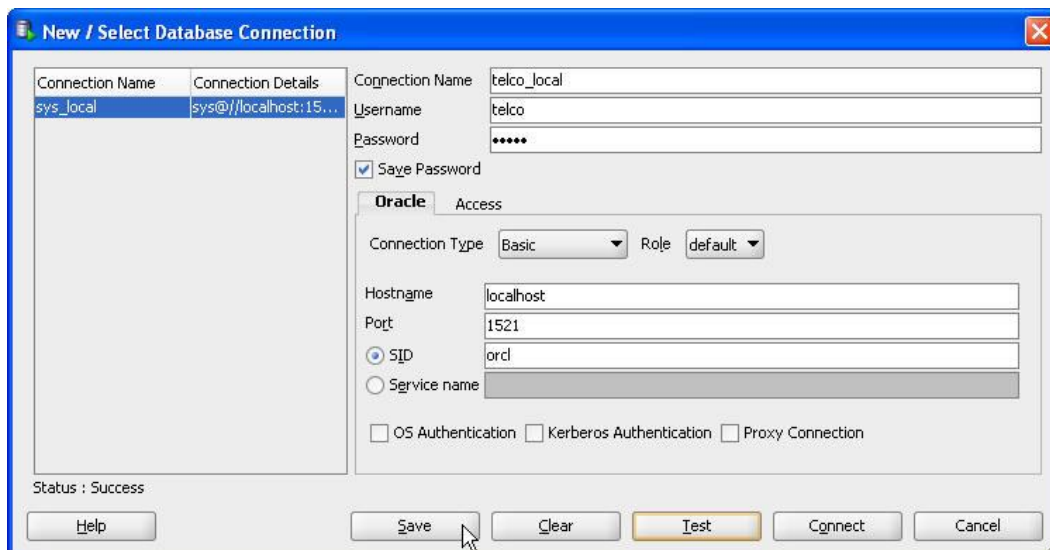 New / Select Database Connection
Connection Name Connection Details
sys_local sys@//localhost:15...
Connection Name telco_local
Username telco
Password •••••
Save Password
Oracle Access
Connection Type Basic Role default
Hostname localhost
Port 1521
SID orcl
Service name
OS Authentication Kerberos Authentication Proxy Connection
Status : Success
Help Save Clear Test Connect Cancel